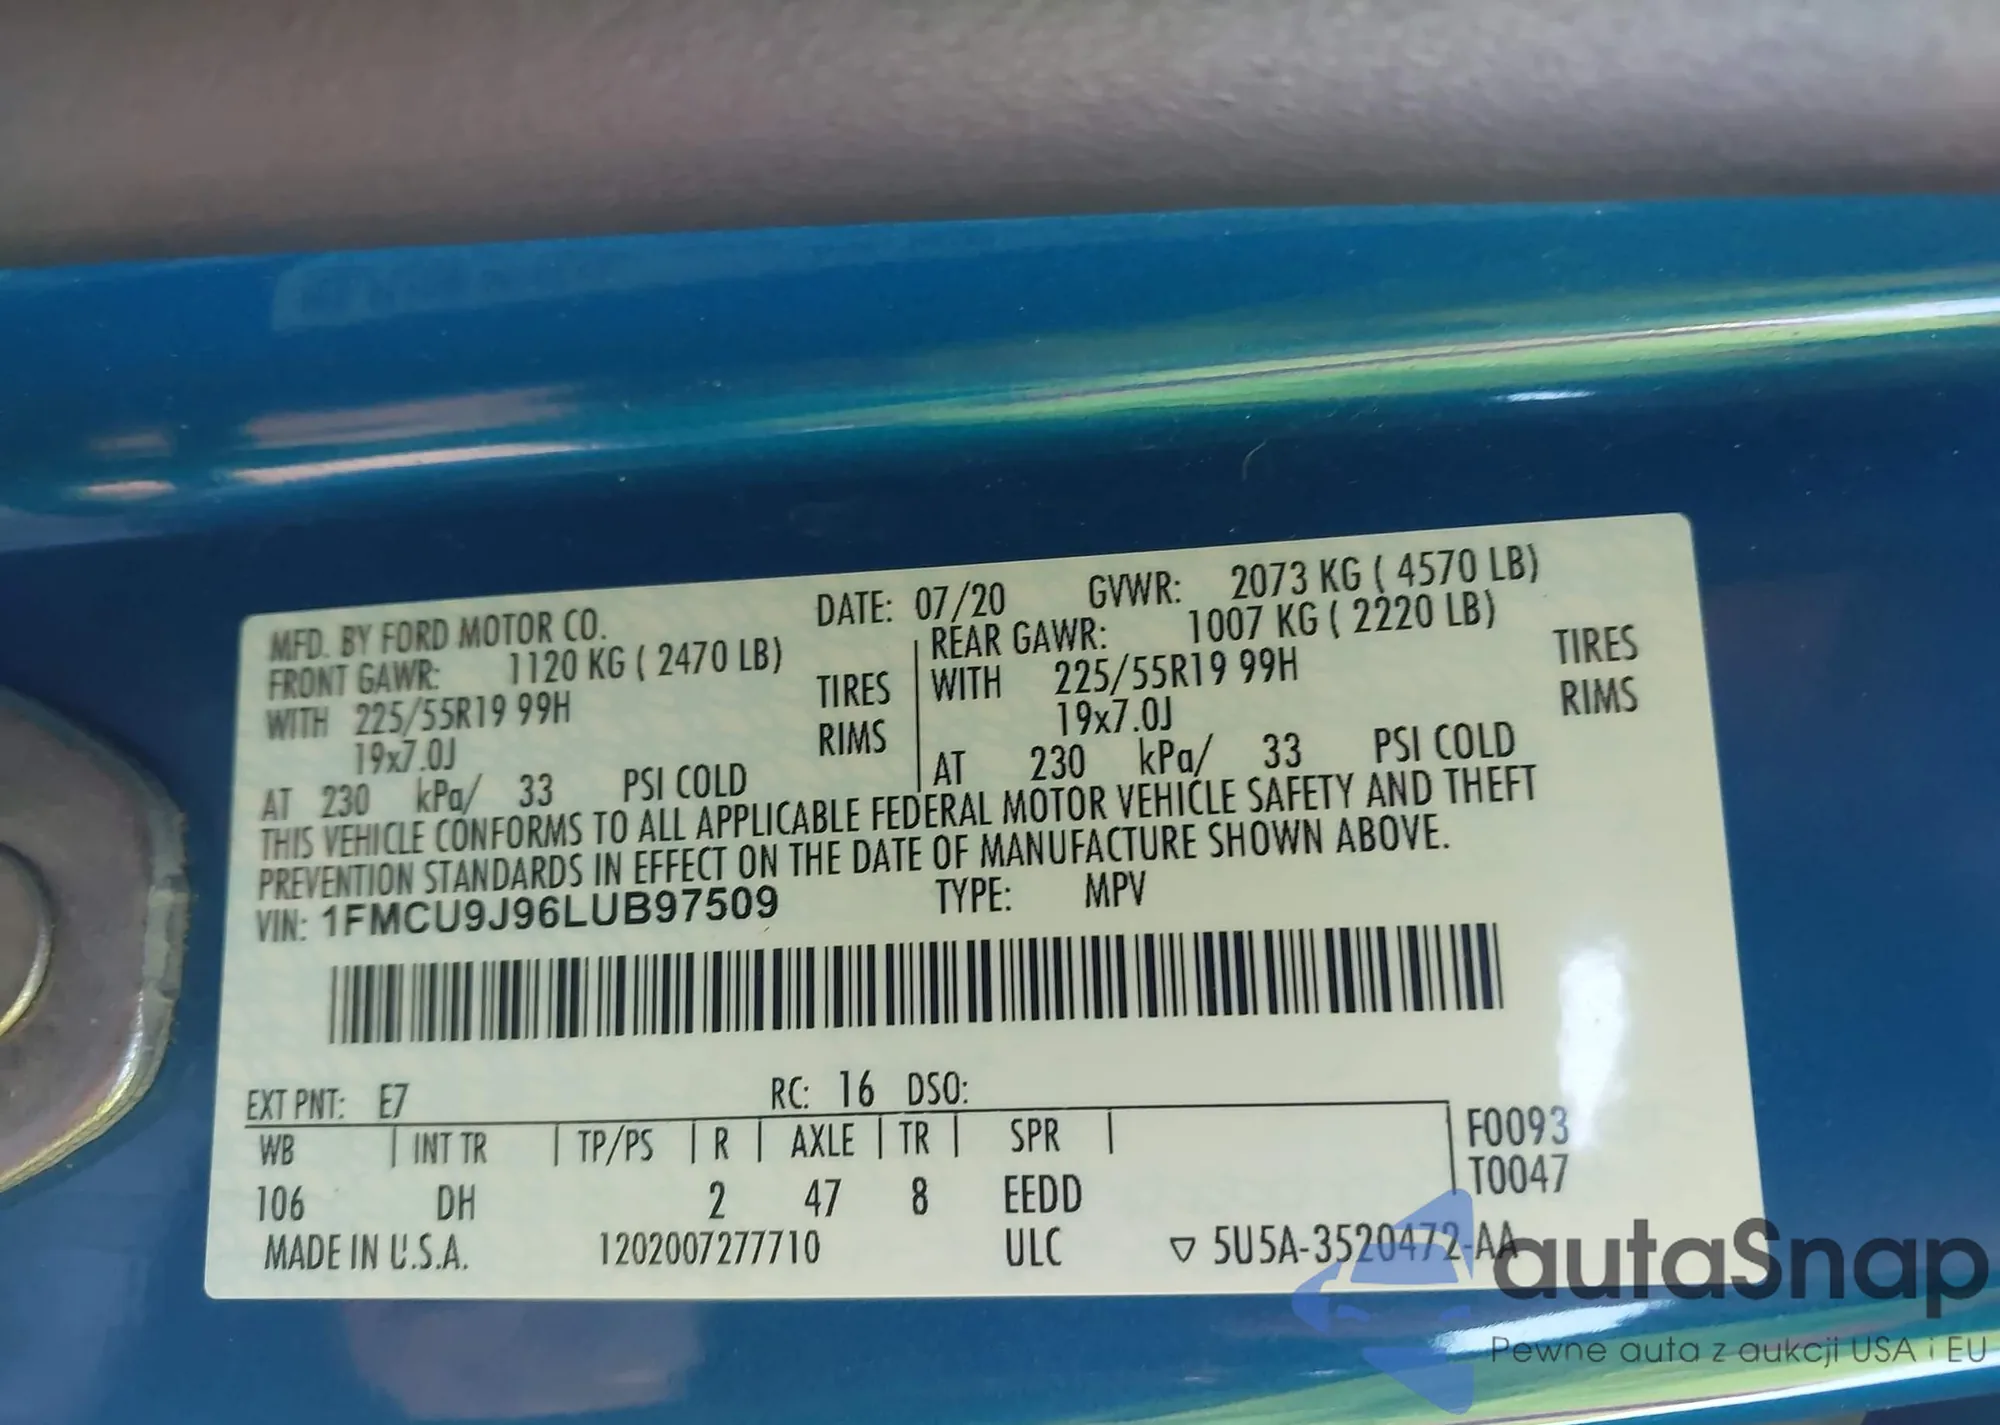 MFD. BY FORD MOTOR CO. DATE: 07/20 GVWR: 2073 KG ( 4570 LB)
FRONT GAWR: 1120 KG ( 2470 LB) REAR GAWR: 1007 KG ( 2220 LB)
WITH 225/55R19 99H TIRES WITH 225/55R19 99H TIRES
19x7.0J RIMS 19x7.0J RIMS
AT 230 kPa/ 33 PSI COLD AT 230 kPa/ 33 PSI COLD
THIS VEHICLE CONFORMS TO ALL APPLICABLE FEDERAL MOTOR VEHICLE SAFETY AND THEFT
PREVENTION STANDARDS IN EFFECT ON THE DATE OF MANUFACTURE SHOWN ABOVE.
VIN: 1FMCU9J96LUB97509 TYPE: MPV
EXT PNT: E7 RC: 16 DSO:
WB INT TR TP/PS R AXLE TR SPR F0093
T0047
106 DH 2 47 8 EEDD
MADE IN U.S.A. 1202007277710 ULC ▽ 5U5A-3520472-AA
autaSnap
Pewne auta z aukcji USA i EU